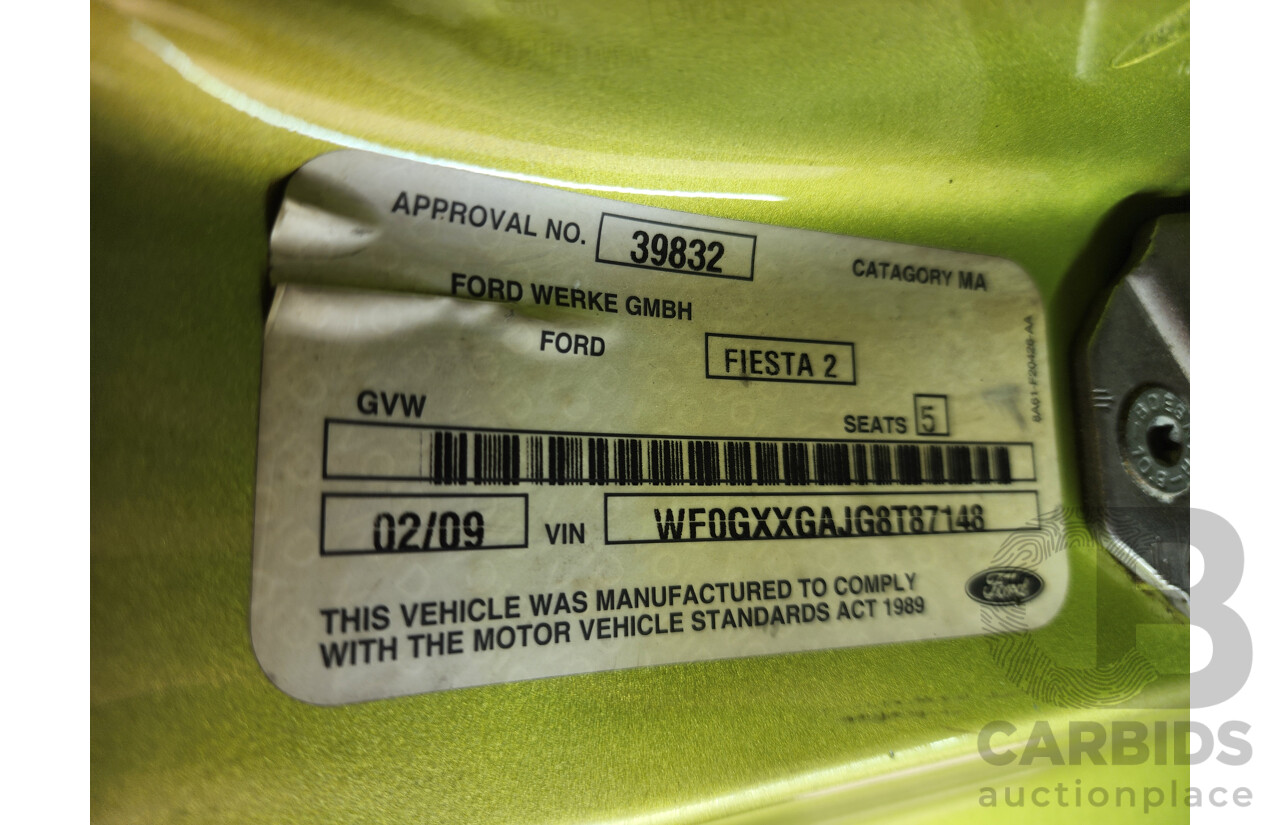 APPROVAL NO. 39832
CATAGORY MA
FORD WERKE GMBH
FORD FIESTA 2
GVW
SEATS 5
02/09 VIN WF0GXXGAJG8T87148
THIS VEHICLE WAS MANUFACTURED TO COMPLY
WITH THE MOTOR VEHICLE STANDARDS ACT 1989
Ford
CB
CARBIDS
auctionplace